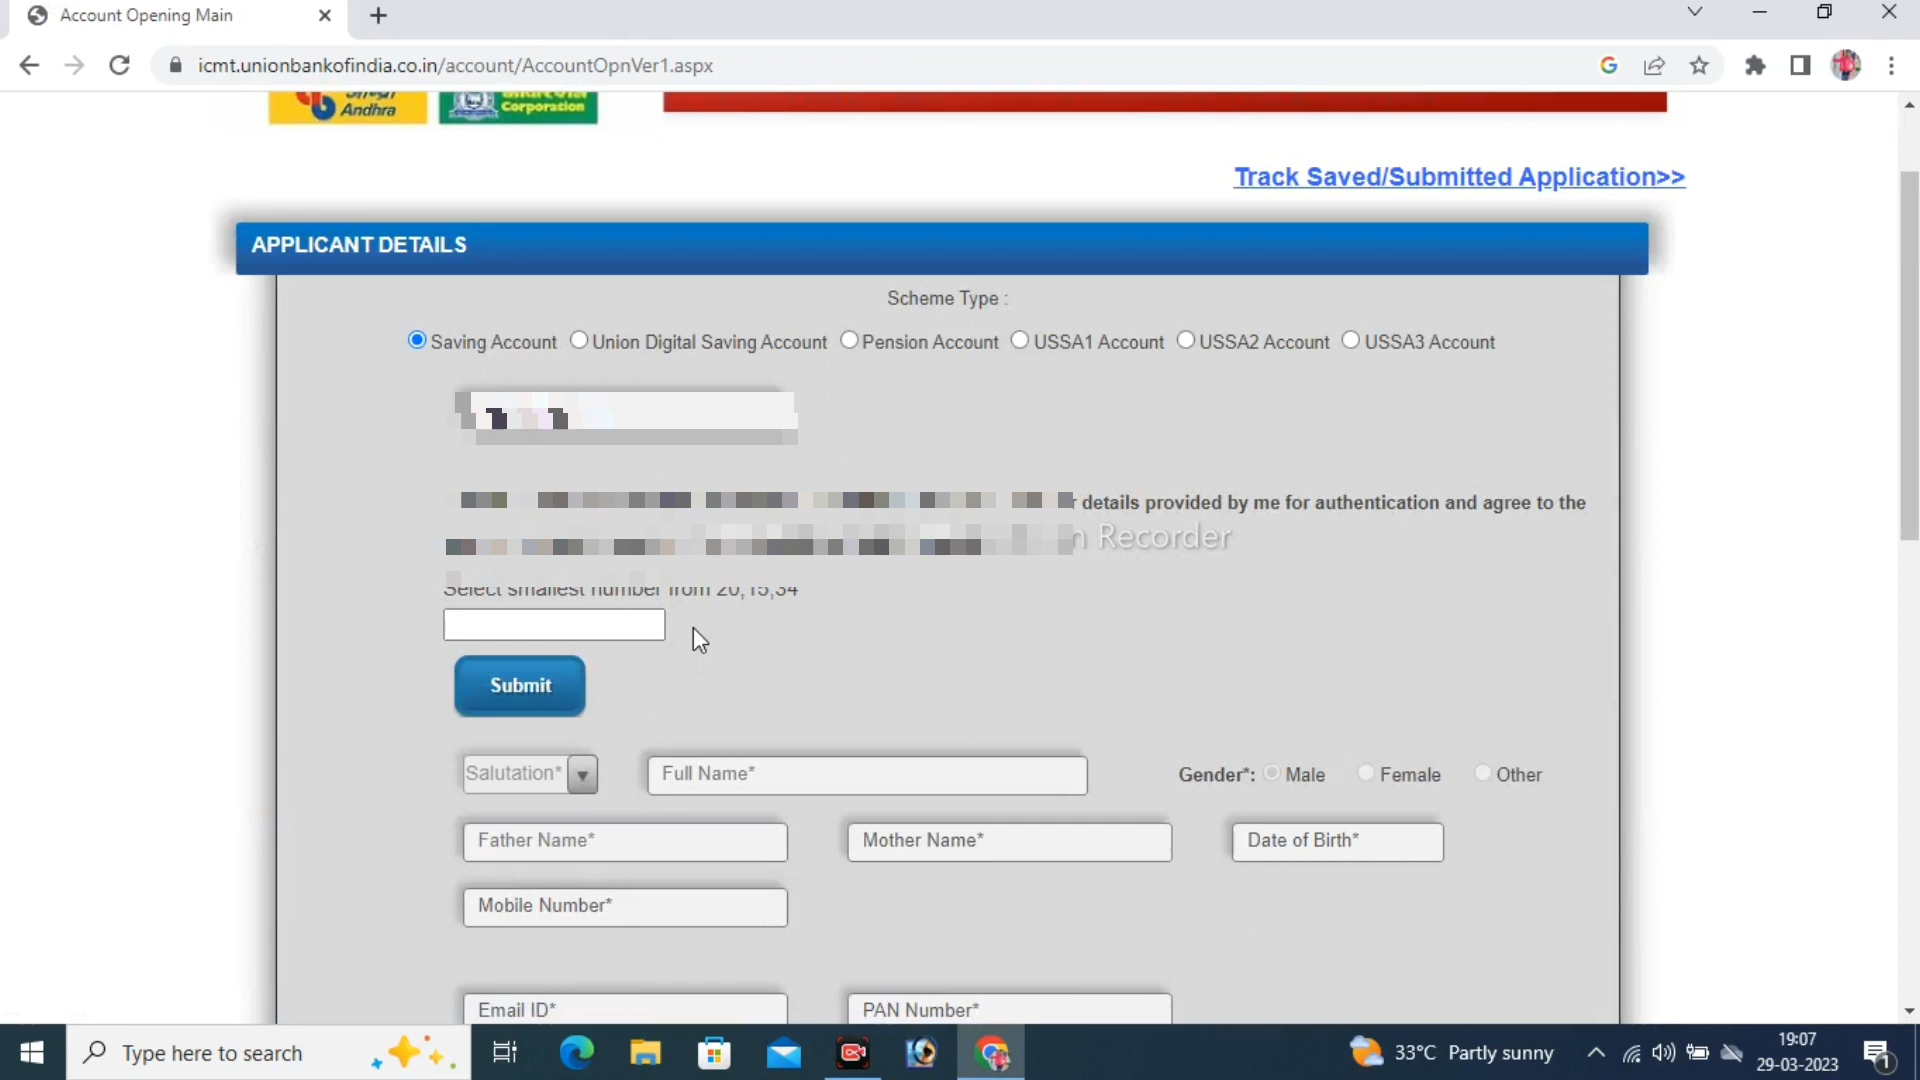 Account Opening Main
icmt.unionbankofindia.co.in/account/AccountOpnVer1.aspx
Andhra
Corporation
Track Saved/Submitted Application>>
APPLICANT DETAILS
Scheme Type :
Saving Account Union Digital Saving Account Pension Account USSA1 Account USSA2 Account USSA3 Account
details provided by me for authentication and agree to the
Recorder
Select smallest number from 20,15,34
Submit
Salutation* Full Name* Gender*: Male Female Other
Father Name* Mother Name* Date of Birth*
Mobile Number*
Email ID* PAN Number*
Type here to search 33°C Partly sunny 19:07
29-03-2023
1